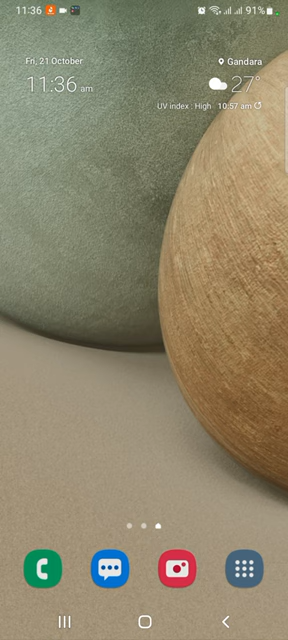 11:36
91%
Fri, 21 October
Gandara
11:36 am
27°
UV index : High
10:57 am